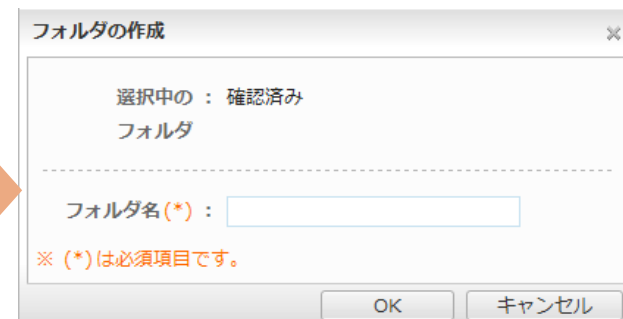 フォルダの作成
選択中の : 確認済み
フォルダ
フォルダ名(*) :
※ (*)は必須項目です。
OK キャンセル